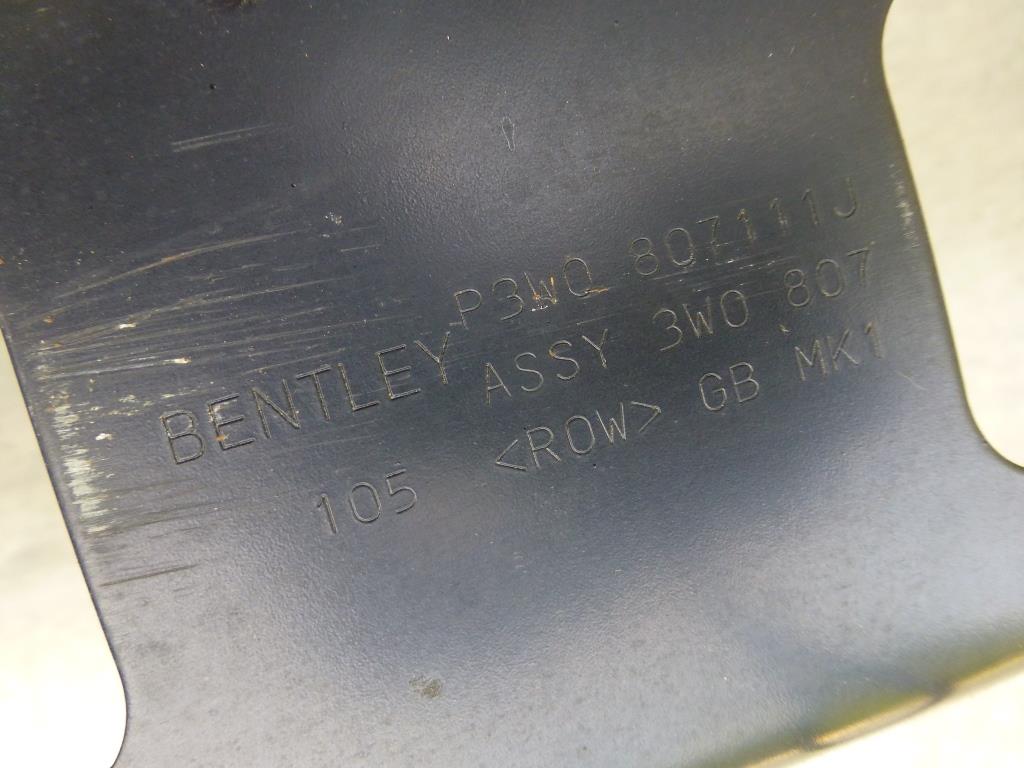 BENTLEY P3W0 807111J
ASSY 3W0 807
105 <ROW> GB MK1